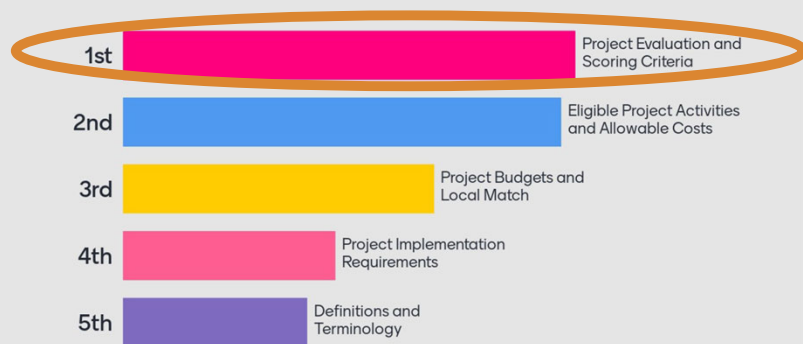 1st
Project Evaluation and
Scoring Criteria
2nd
Eligible Project Activities
and Allowable Costs
3rd
Project Budgets and
Local Match
4th
Project Implementation
Requirements
5th
Definitions and
Terminology